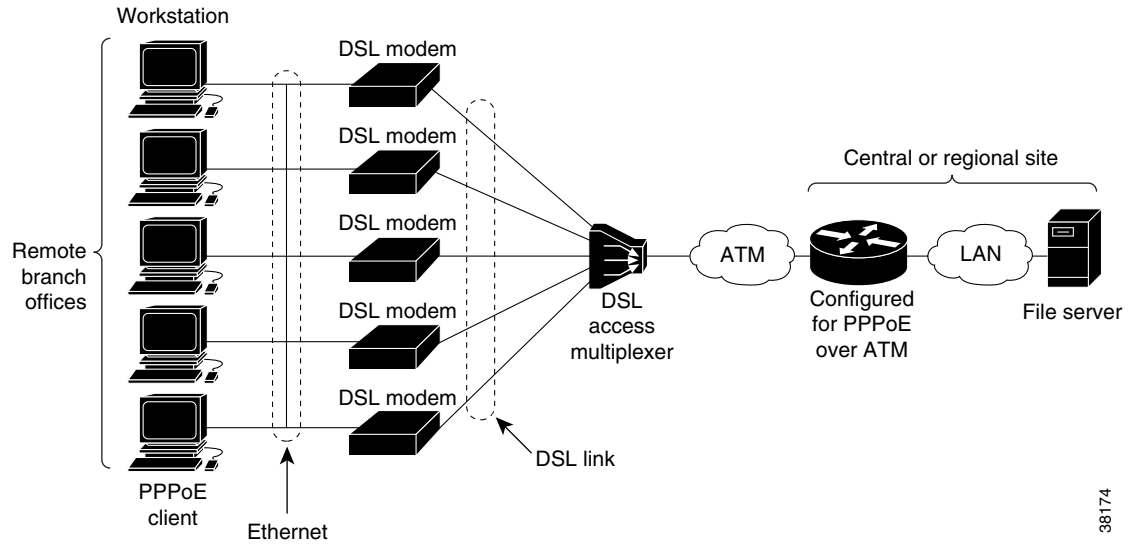 Workstation
DSL modem
DSL modem
DSL modem
DSL modem
DSL modem
Remote
branch
offices
PPPoE
client
Ethernet
DSL link
DSL
access
multiplexer
ATM
Central or regional site
Configured
for PPPoE
over ATM
LAN
File server
38174